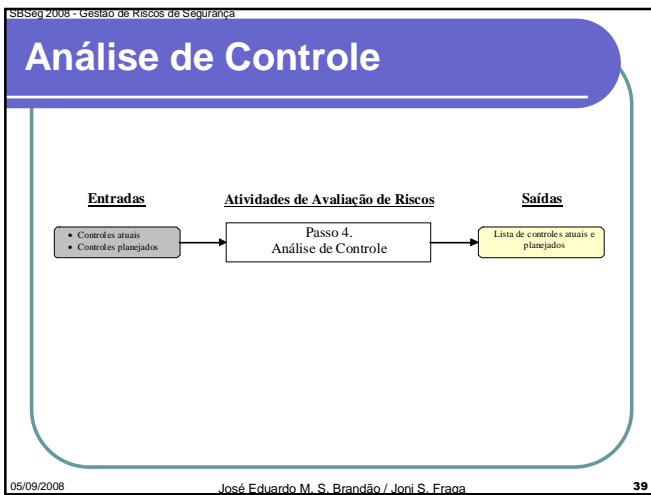 SBSeg 2008 - Gestão de Riscos de Segurança
Análise de Controle
Entradas
Atividades de Avaliação de Riscos
Saídas
• Controles atuais
• Controles planejados
Passo 4.
Análise de Controle
Lista de controles atuais e
planejados
05/09/2008
José Eduardo M. S. Brandão / Joni S. Fraga
39